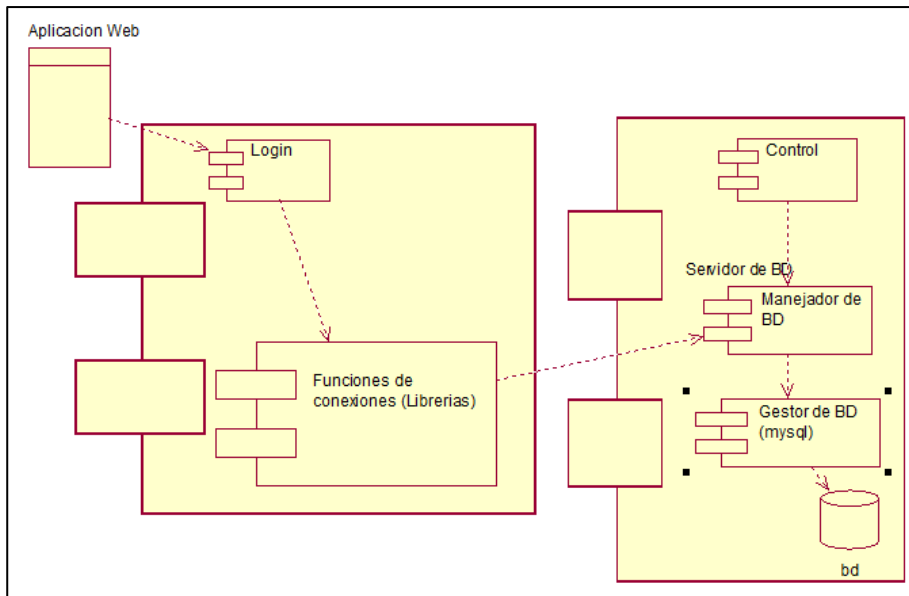 Aplicacion Web
Login
Funciones de
conexiones (Librerias)
Control
Servidor de BD
Manejador de
BD
Gestor de BD
(mysql)
bd